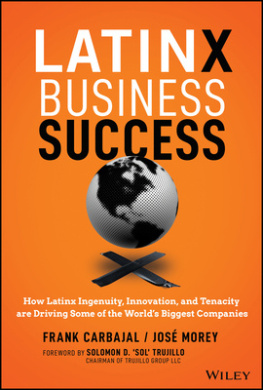 LATINX
BUSINESS
SUCCESS
How Latinx Ingenuity, Innovation, and Tenacity
are Driving Some of the World's Biggest Companies
FRANK CARBAJAL / JOSÉ MOREY
FOREWORD BY SOLOMON D. 'SOL' TRUJILLO
CHAIRMAN OF TRUJILLO GROUP LLC
WILEY